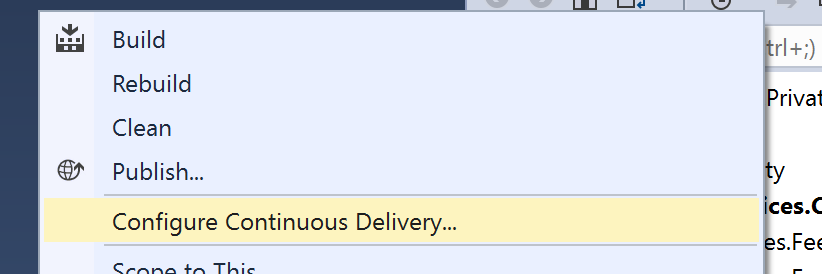 Build
trl+;)
Rebuild
Privat
Clean
Publish...
ty
ices.C
Configure Continuous Delivery...
es.Fee
Scope to This